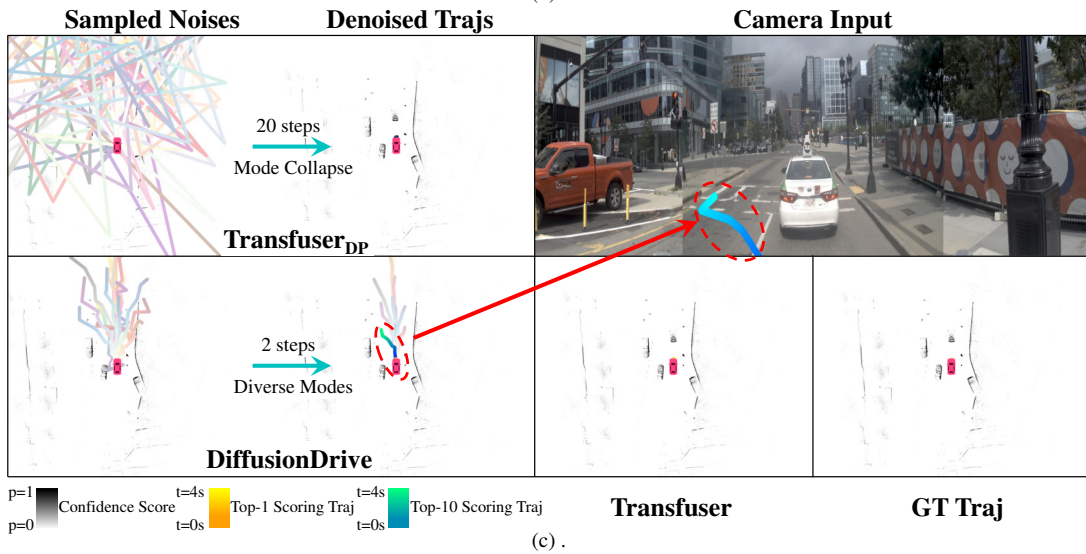 Sampled Noises
Denoised Trajs
Camera Input
20 steps
Mode Collapse
Transfuser_DP
2 steps
Diverse Modes
DiffusionDrive
p=1
p=0
Confidence Score
t=4s
t=0s
Top-1 Scoring Traj
t=4s
t=0s
Top-10 Scoring Traj
Transfuser
GT Traj
(c) .